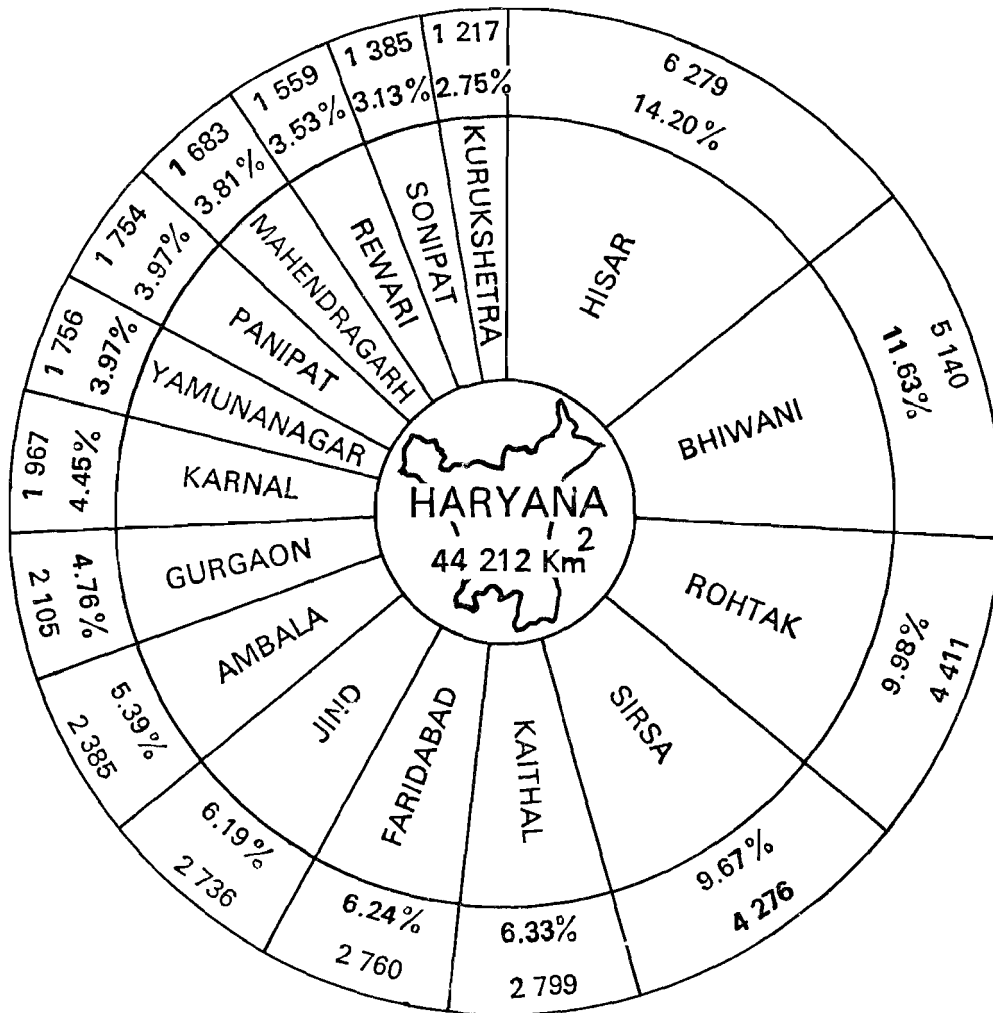 HARYANA
44 212 Km²
HISAR
6 279
14.20%
BHIWANI
5 140
11.63%
ROHTAK
4 411
9.98%
SIRSA
4 276
9.67%
KAITHAL
6.33%
2 799
FARIDABAD
6.24%
2 760
JIND
6.19%
2 736
AMBALA
5.39%
2 385
GURGAON
4.76%
2 105
KARNAL
1 967
4.45%
YAMUNANAGAR
1 756
3.97%
PANIPAT
1 754
3.97%
MAHENDRAGARH
1 683
3.81%
REWARI
1 559
3.53%
SONIPAT
1 385
3.13%
KURUKSHETRA
1 217
2.75%